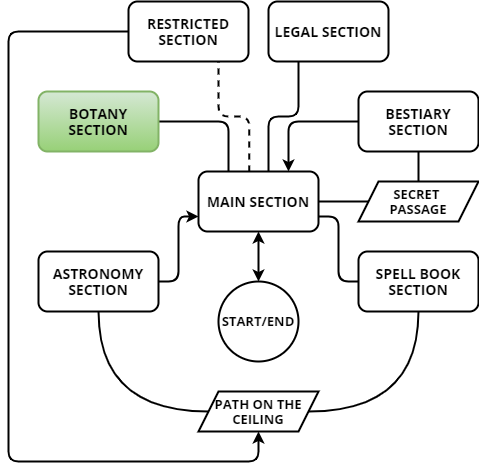 RESTRICTED
SECTION
LEGAL SECTION
BOTANY
SECTION
BESTIARY
SECTION
MAIN SECTION
SECRET
PASSAGE
ASTRONOMY
SECTION
SPELL BOOK
SECTION
START/END
PATH ON THE
CEILING